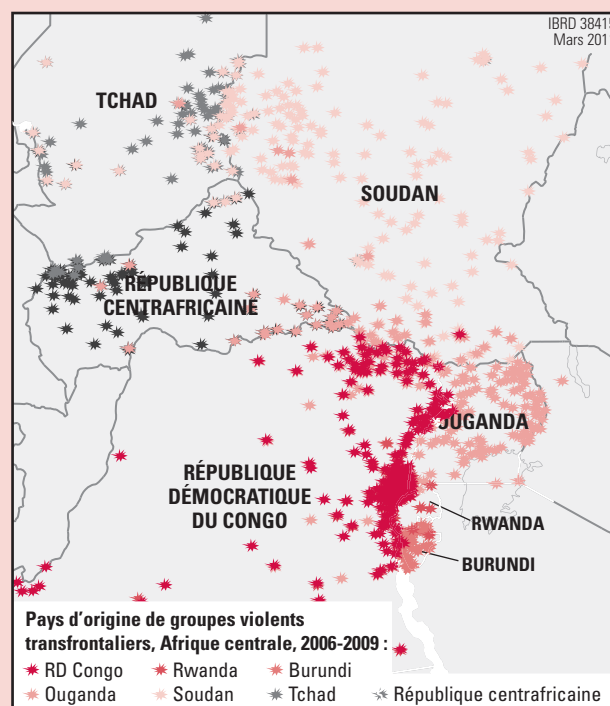 IBRD 38415
Mars 201
TCHAD
SOUDAN
RÉPUBLIQUE
CENTRAFRICAINE
OUGANDA
RÉPUBLIQUE
DÉMOCRATIQUE
DU CONGO
RWANDA
BURUNDI
Pays d'origine de groupes violents
transfrontaliers, Afrique centrale, 2006-2009 :
RD Congo Rwanda Burundi
Ouganda Soudan Tchad République centrafricaine